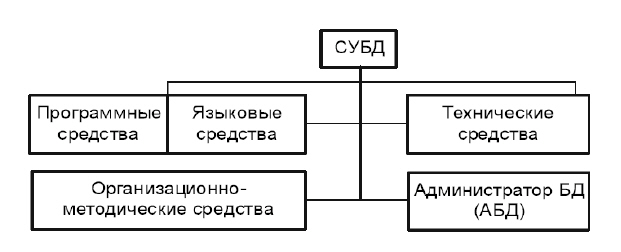 СУБД
Программные
средства
Языковые
средства
Технические
средства
Организационно-
методические средства
Администратор БД
(АБД)